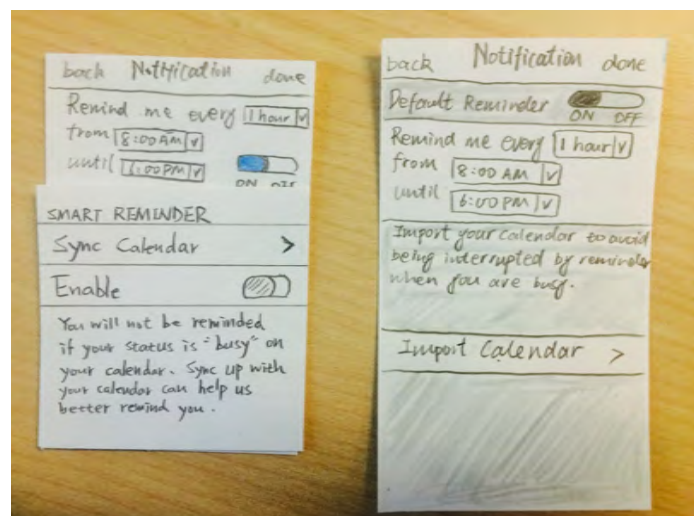 back Notification done
Remind me every 1 hour v
from 8:00 AM v
until 6:00 PM v
ON OFF
SMART REMINDER
Sync Calendar >
Enable
You will not be reminded
if your status is "busy" on
your calendar. Sync up with
your calendar can help us
better remind you.
back Notification done
Default Reminder
ON OFF
Remind me every 1 hour v
from 8:00 AM v
until 6:00 PM v
Import your calendar to avoid
being interrupted by reminder
when you are busy.
Import Calendar >